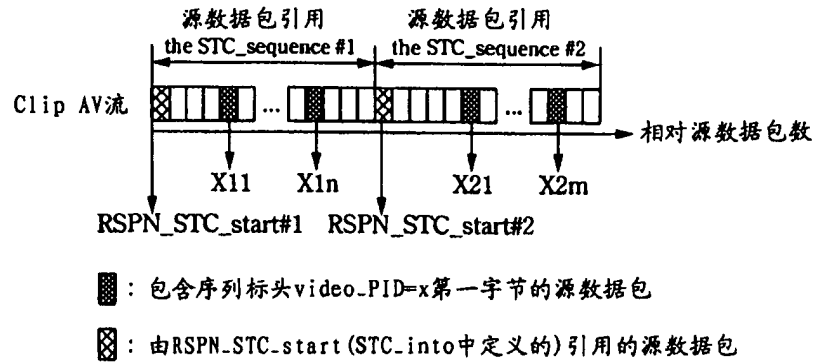 源数据包引用 源数据包引用
the STC_sequence #1 the STC_sequence #2
Clip AV流 ... ...
相对源数据包数
X11 X1n X21 X2m
RSPN_STC_start#1 RSPN_STC_start#2
：包含序列标头video_PID=x第一字节的源数据包
：由RSPN_STC_start(STC_into中定义的)引用的源数据包